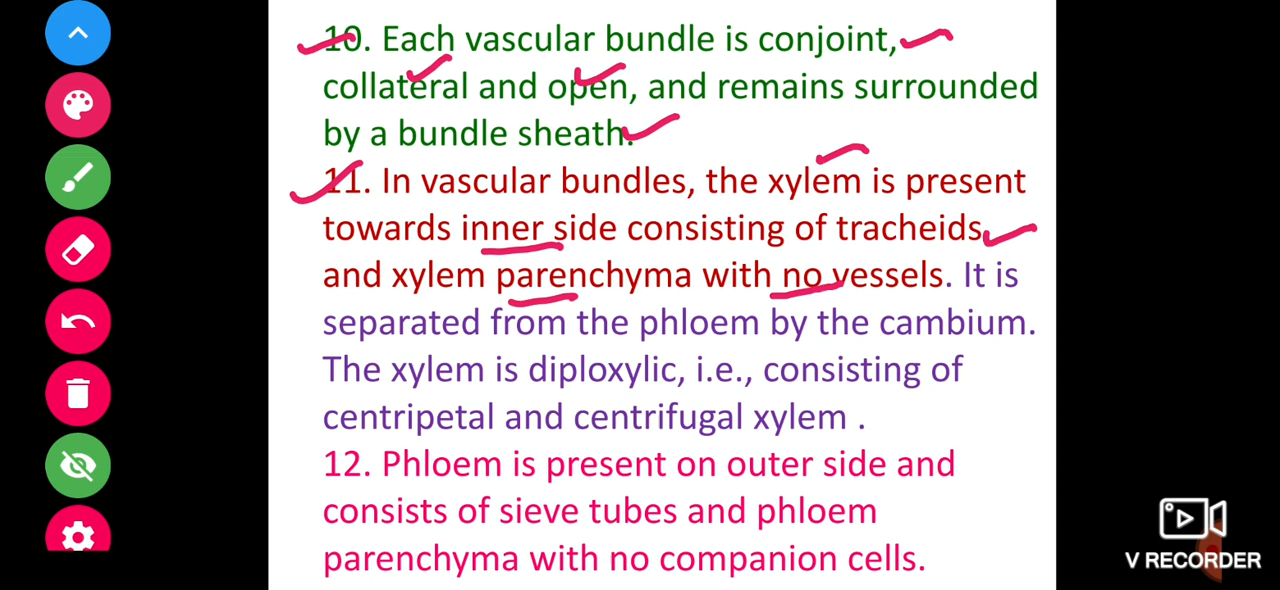 10. Each vascular bundle is conjoint,
collateral and open, and remains surrounded
by a bundle sheath.
11. In vascular bundles, the xylem is present
towards inner side consisting of tracheids
and xylem parenchyma with no vessels. It is
separated from the phloem by the cambium.
The xylem is diploxylic, i.e., consisting of
centripetal and centrifugal xylem .
12. Phloem is present on outer side and
consists of sieve tubes and phloem
parenchyma with no companion cells.
V RECORDER